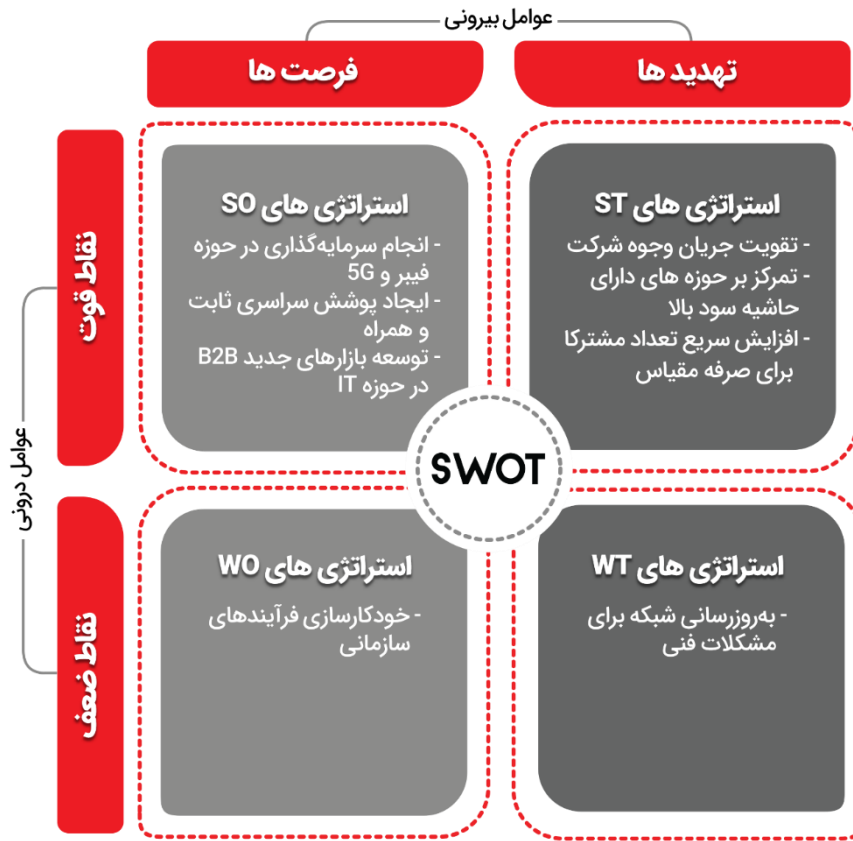 عوامل بیرونی
تهدید ها
فرصت ها
عوامل درونی
نقاط قوت
استراتژی های ST
- تقویت جریان وجوه شرکت
- تمرکز بر حوزه های دارای
حاشیه سود بالا
- افزایش سریع تعداد مشترکا
برای صرفه مقیاس
استراتژی های SO
- انجام سرمایه‌گذاری در حوزه
فیبر و 5G
- ایجاد پوشش سراسری ثابت
و همراه
- توسعه بازارهای جدید B2B
در حوزه IT
SWOT
نقاط ضعف
استراتژی های WT
- به‌روزرسانی شبکه برای
مشکلات فنی
استراتژی های WO
- خودکارسازی فرآیندهای
سازمانی